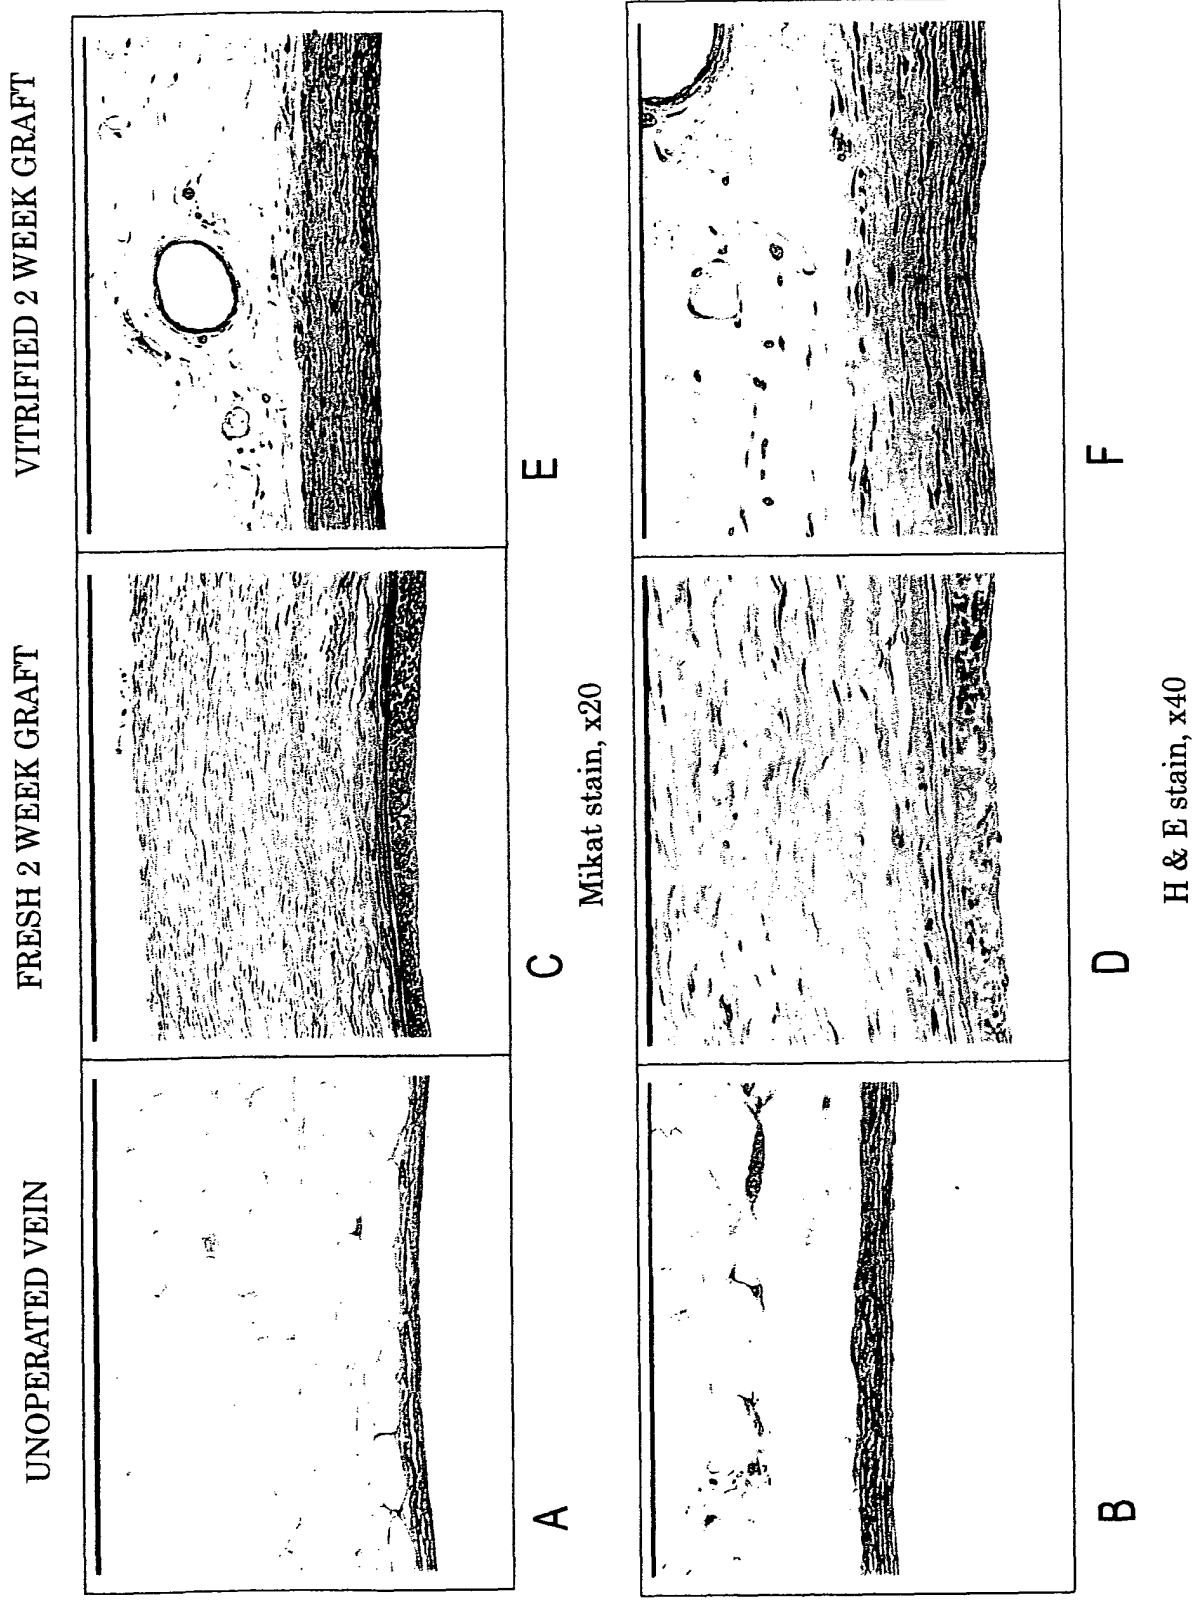 UNOPERATED VEIN
FRESH 2 WEEK GRAFT
VITRIFIED 2 WEEK GRAFT
A
C
E
Mikat stain, x20
B
D
F
H & E stain, x40